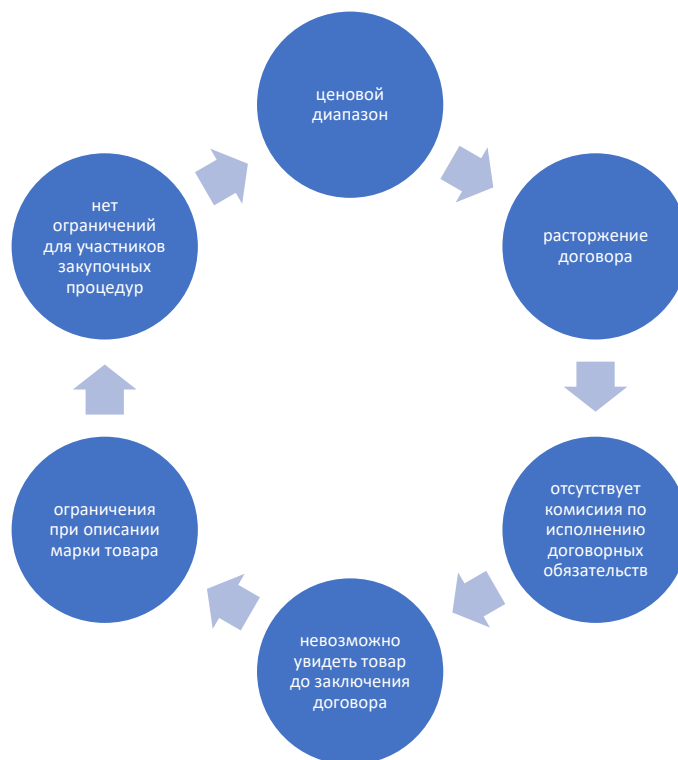 ценовой
диапазон
расторжение
договора
отсутствует
комисиия по
исполнению
договорных
обязательств
невозможно
увидеть товар
до заключения
договора
ограничения
при описании
марки товара
нет
ограничений
для участников
закупочных
процедур